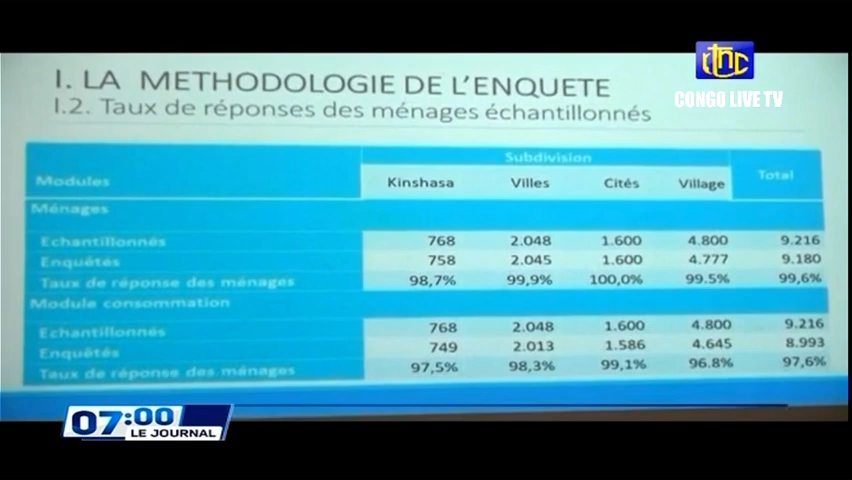 rtnc
CONGO LIVE TV
I. LA METHODOLOGIE DE L'ENQUETE
I.2. Taux de réponses des ménages échantillonnés
Modules Subdivision Total
Kinshasa Villes Cités Village
Ménages
Echantillonnés 768 2.048 1.600 4.800 9.216
Enquêtés 758 2.045 1.600 4.777 9.180
Taux de réponse des ménages 98,7% 99,9% 100,0% 99.5% 99,6%
Module consommation
Echantillonnés 768 2.048 1.600 4.800 9.216
Enquêtés 749 2.013 1.586 4.645 8.993
Taux de réponse des ménages 97,5% 98,3% 99,1% 96.8% 97,6%
07:00
LE JOURNAL